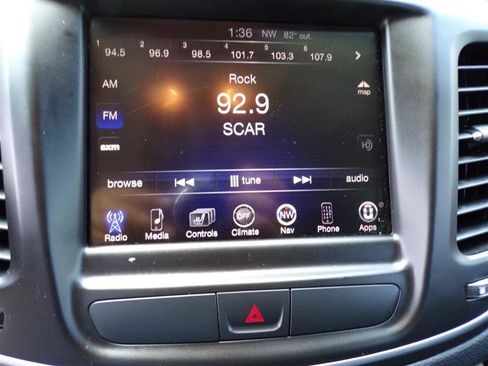 1:36 NW 82° out.
1 94.5 2 96.9 3 98.5 4 101.7 5 103.3 6 107.9
Rock
AM
map
92.9
FM
SCAR
sxm
HD
browse tune audio
OFF NW
Radio Media Controls Climate Nav Phone Apps